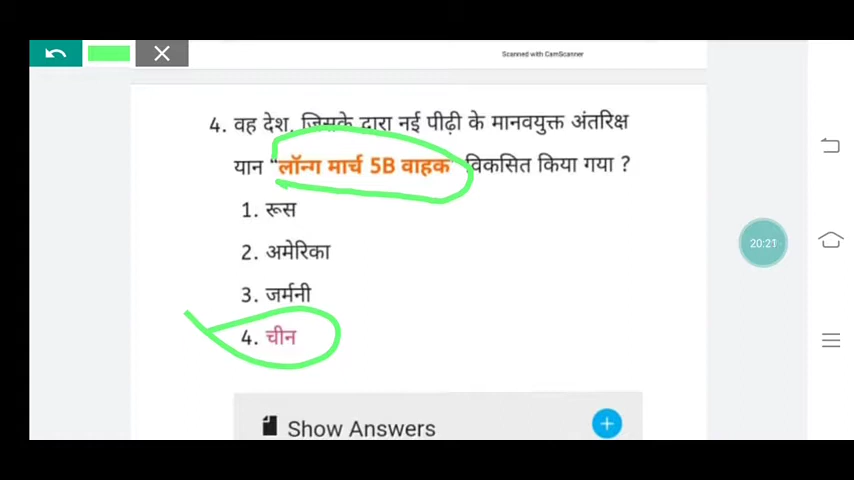 Scanned with CamScanner
4. वह देश, जिसके द्वारा नई पीढ़ी के मानवयुक्त अंतरिक्ष
यान "लॉन्ग मार्च 5B वाहक" विकसित किया गया ?
1. रूस
2. अमेरिका
3. जर्मनी
4. चीन
20:21
Show Answers